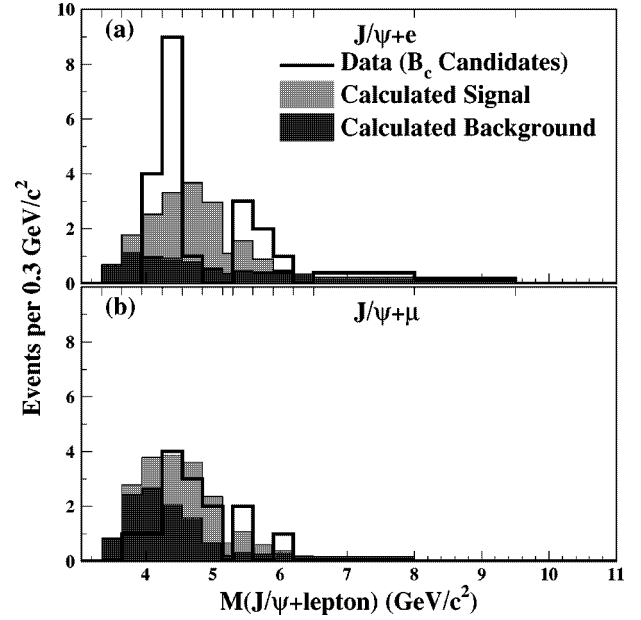 10
(a)
J/ψ+e
Data (B_c Candidates)
8
Calculated Signal
6
Calculated Background
4
2
0
Events per 0.3 GeV/c²
(b)
J/ψ+μ
8
6
4
2
0
4 5 6 7 8 9 10 11
M(J/ψ+lepton) (GeV/c²)